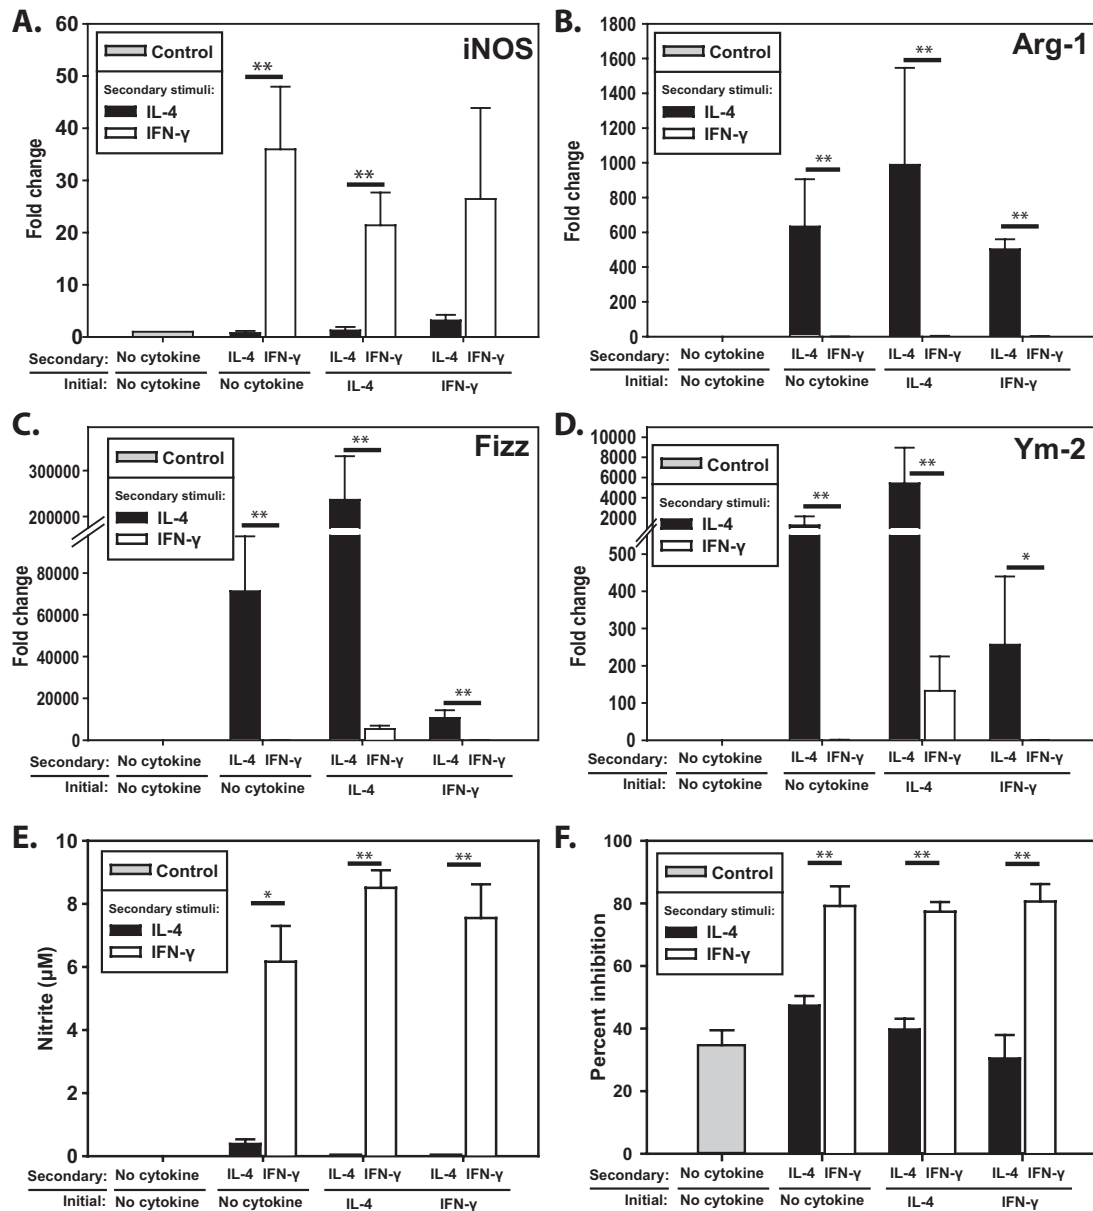 A.
iNOS
Control
Secondary stimuli:
IL-4
IFN-γ
Fold change
60
50
40
30
20
10
0
**
**
Secondary: No cytokine IL-4 IFN-γ IL-4 IFN-γ IL-4 IFN-γ
Initial: No cytokine No cytokine IL-4 IFN-γ
B.
Arg-1
Control
Secondary stimuli:
IL-4
IFN-γ
Fold change
1800
1600
1400
1200
1000
800
600
400
200
0
**
**
**
Secondary: No cytokine IL-4 IFN-γ IL-4 IFN-γ IL-4 IFN-γ
Initial: No cytokine No cytokine IL-4 IFN-γ
C.
Fizz
Control
Secondary stimuli:
IL-4
IFN-γ
Fold change
300000
200000
80000
60000
40000
20000
0
**
**
**
Secondary: No cytokine IL-4 IFN-γ IL-4 IFN-γ IL-4 IFN-γ
Initial: No cytokine No cytokine IL-4 IFN-γ
D.
Ym-2
Control
Secondary stimuli:
IL-4
IFN-γ
Fold change
10000
8000
6000
4000
2000
500
400
300
200
100
0
**
**
*
Secondary: No cytokine IL-4 IFN-γ IL-4 IFN-γ IL-4 IFN-γ
Initial: No cytokine No cytokine IL-4 IFN-γ
E.
Control
Secondary stimuli:
IL-4
IFN-γ
Nitrite (μM)
10
8
6
4
2
0
*
**
**
Secondary: No cytokine IL-4 IFN-γ IL-4 IFN-γ IL-4 IFN-γ
Initial: No cytokine No cytokine IL-4 IFN-γ
F.
Control
Secondary stimuli:
IL-4
IFN-γ
Percent inhibition
100
80
60
40
20
0
**
**
**
Secondary: No cytokine IL-4 IFN-γ IL-4 IFN-γ IL-4 IFN-γ
Initial: No cytokine No cytokine IL-4 IFN-γ